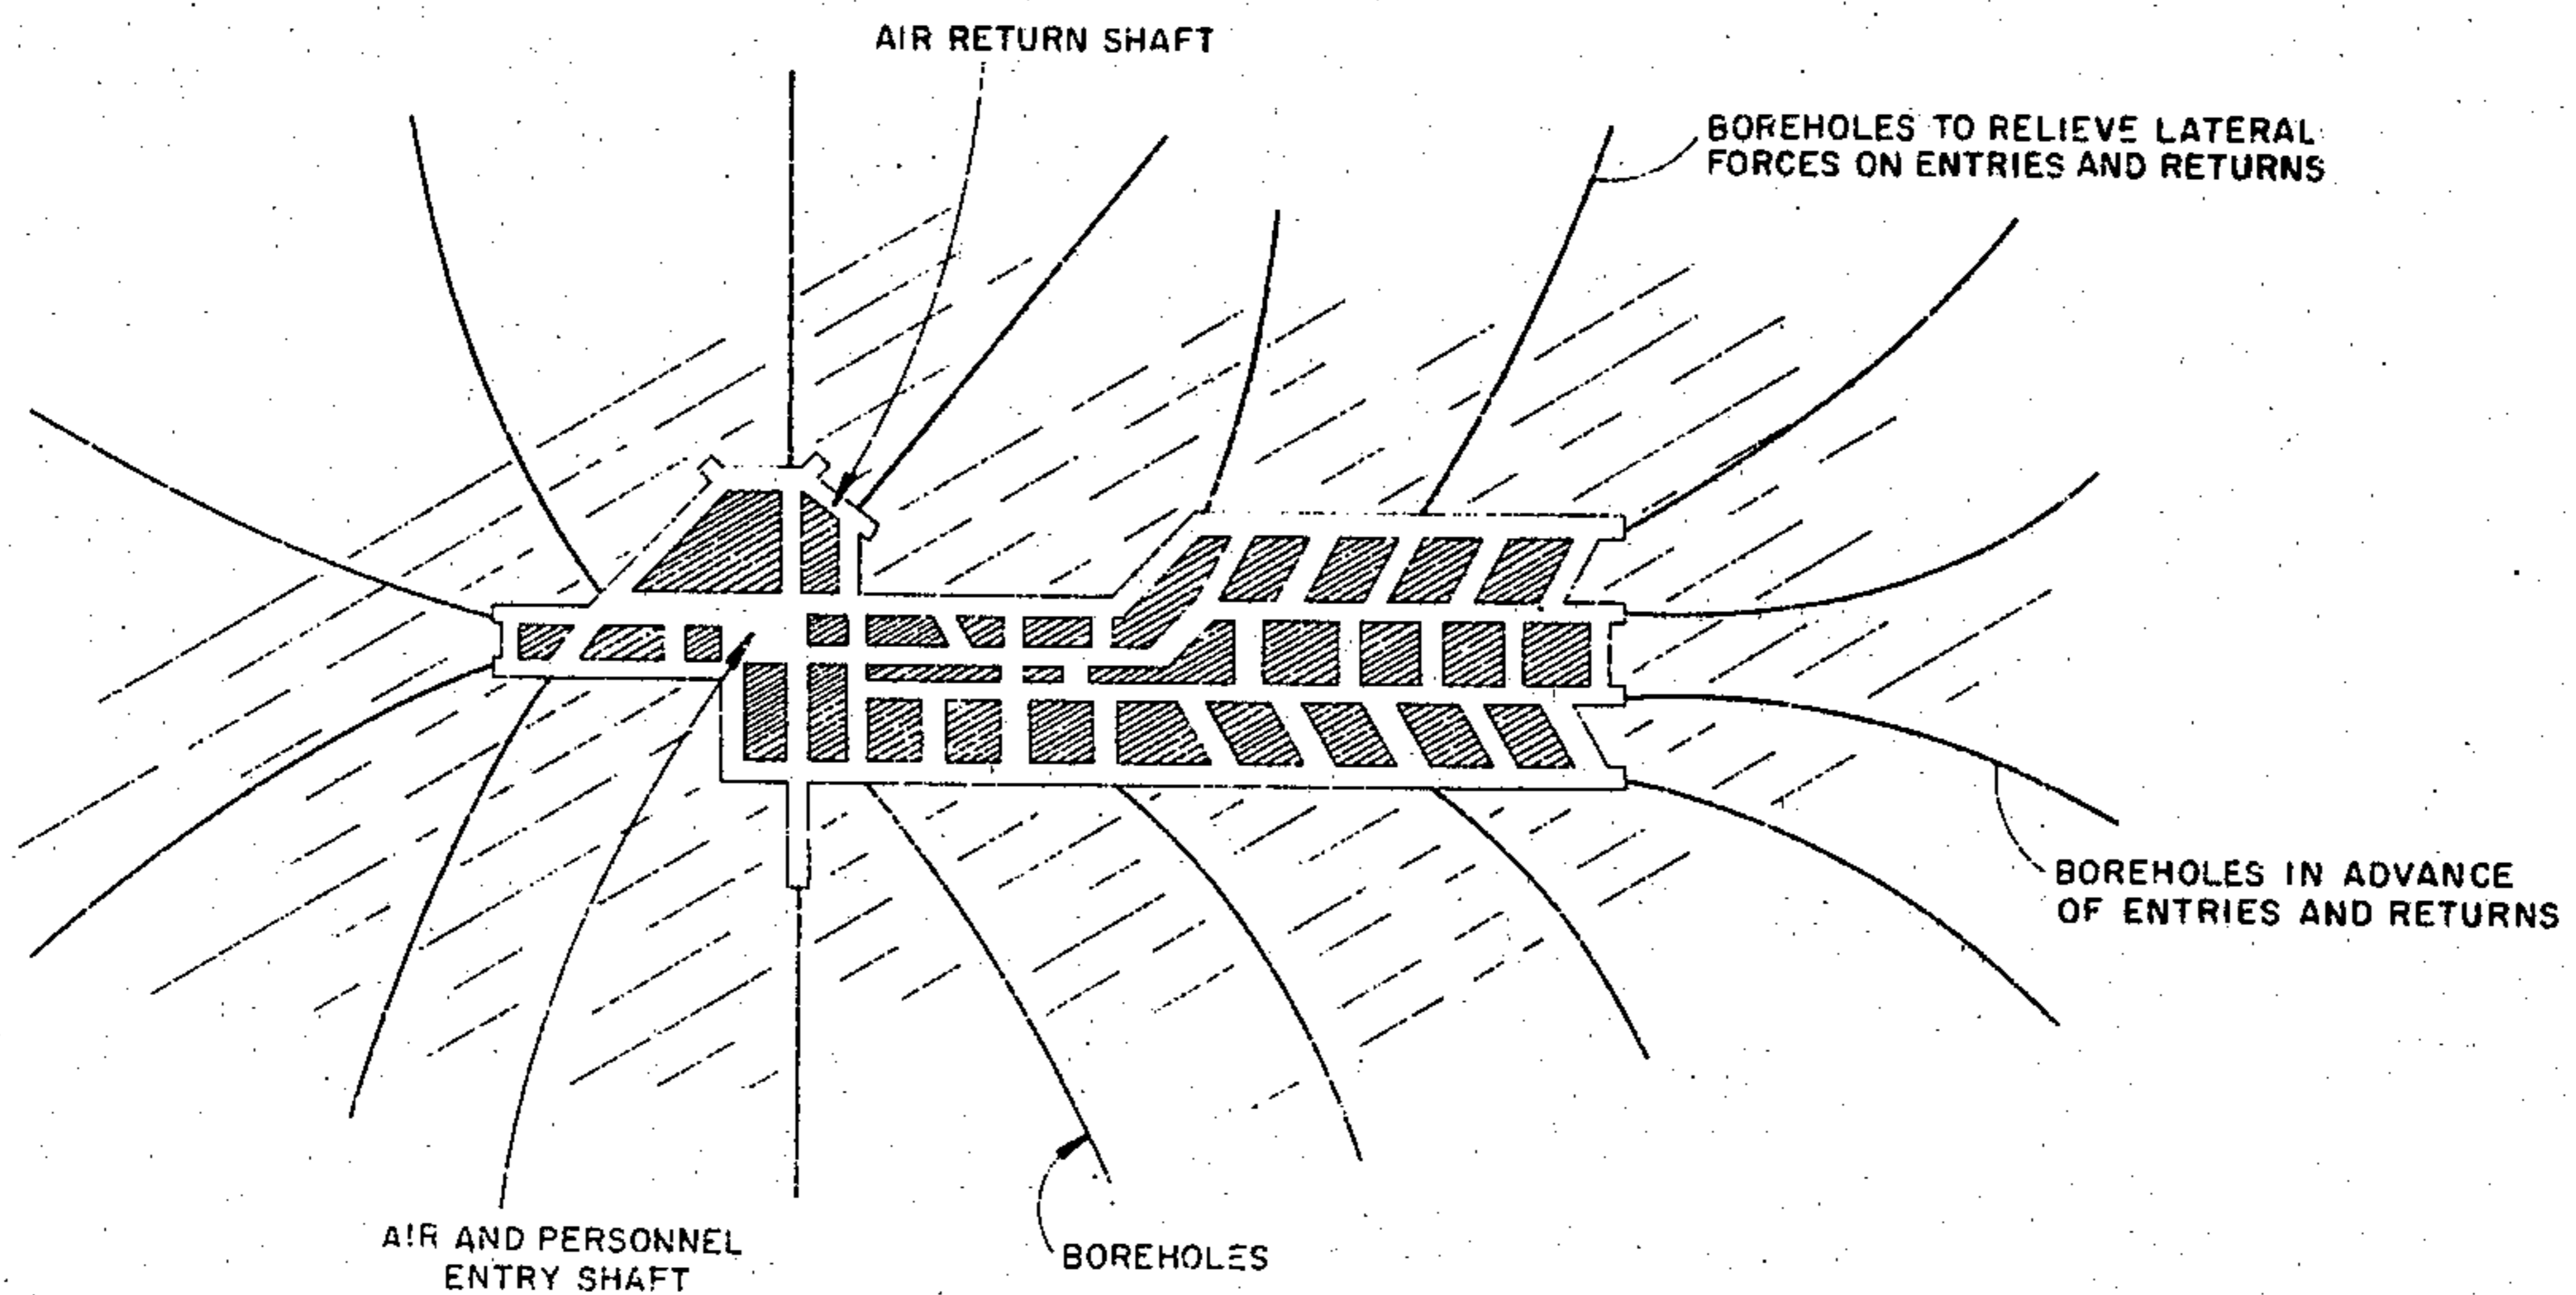 AIR RETURN SHAFT
BOREHOLES TO RELIEVE LATERAL
FORCES ON ENTRIES AND RETURNS
BOREHOLES IN ADVANCE
OF ENTRIES AND RETURNS
AIR AND PERSONNEL
ENTRY SHAFT
BOREHOLES